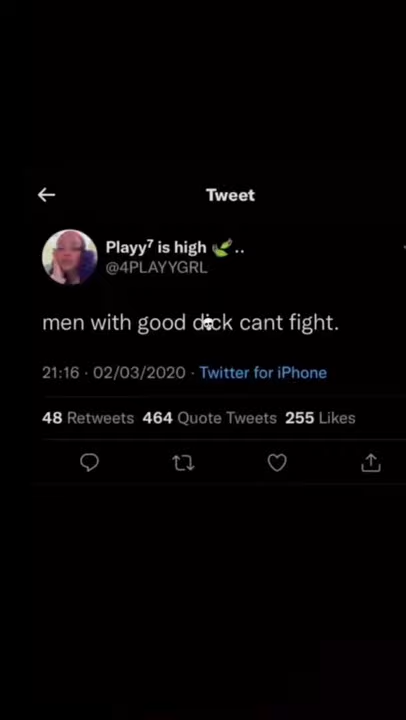 Tweet
Playy⁷ is high 🌿..
@4PLAYYGRL
men with good d💀ck cant fight.
21:16 · 02/03/2020 · Twitter for iPhone
48 Retweets 464 Quote Tweets 255 Likes